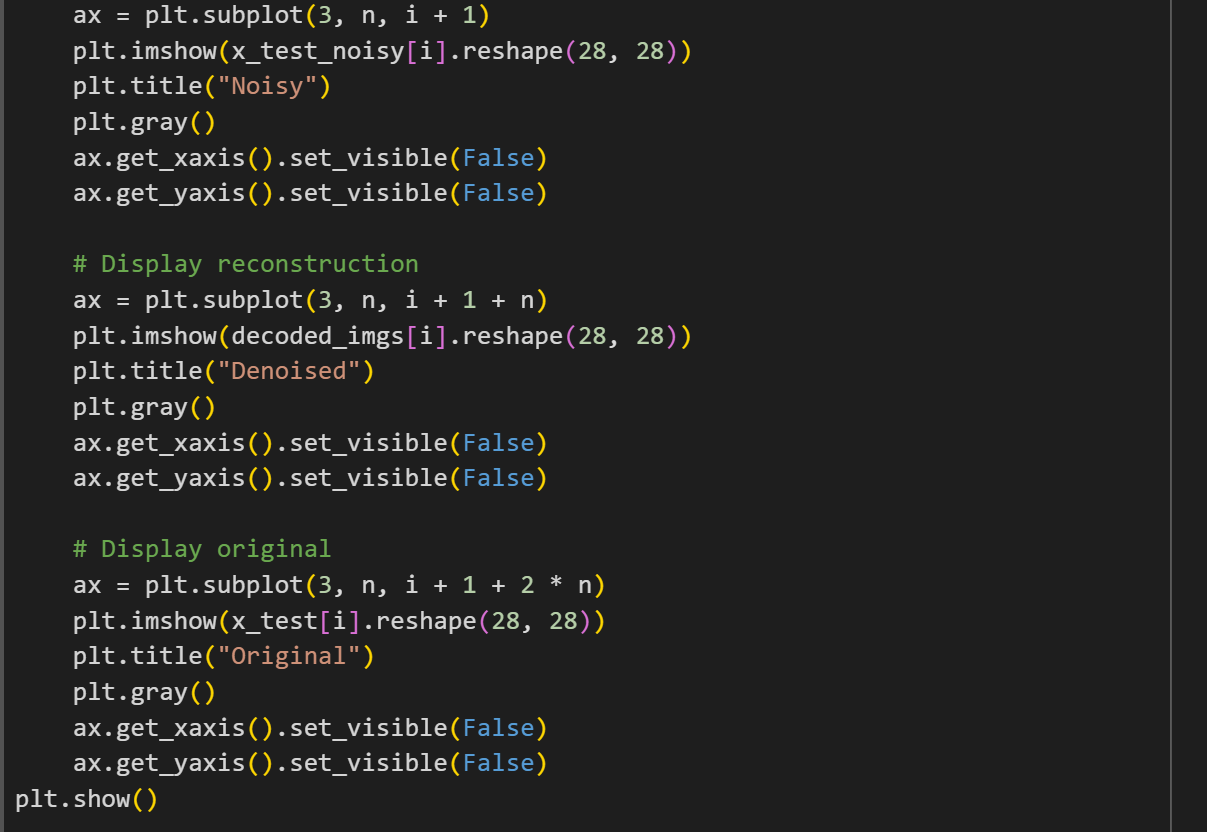 ax = plt.subplot(3, n, i + 1)
    plt.imshow(x_test_noisy[i].reshape(28, 28))
    plt.title("Noisy")
    plt.gray()
    ax.get_xaxis().set_visible(False)
    ax.get_yaxis().set_visible(False)

    # Display reconstruction
    ax = plt.subplot(3, n, i + 1 + n)
    plt.imshow(decoded_imgs[i].reshape(28, 28))
    plt.title("Denoised")
    plt.gray()
    ax.get_xaxis().set_visible(False)
    ax.get_yaxis().set_visible(False)

    # Display original
    ax = plt.subplot(3, n, i + 1 + 2 * n)
    plt.imshow(x_test[i].reshape(28, 28))
    plt.title("Original")
    plt.gray()
    ax.get_xaxis().set_visible(False)
    ax.get_yaxis().set_visible(False)
plt.show()